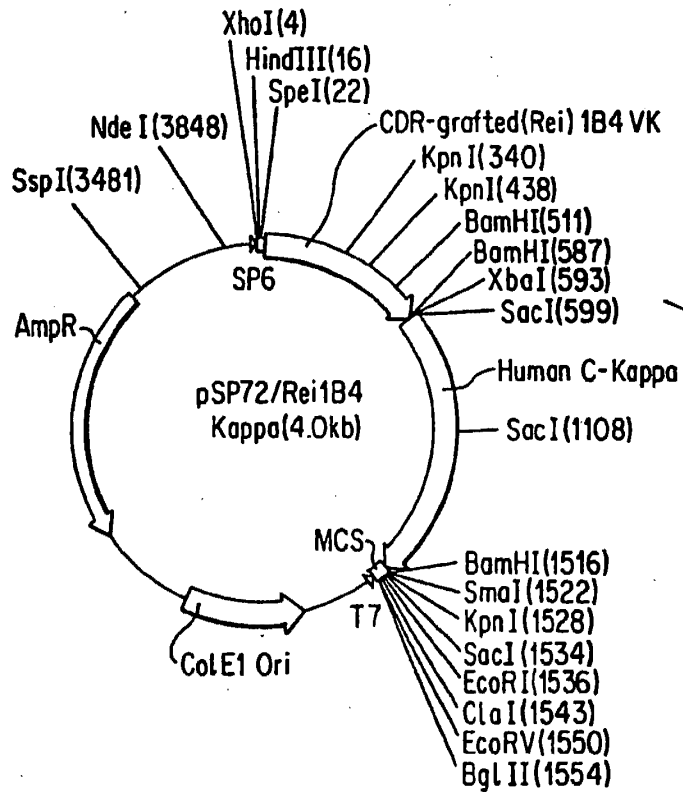 XhoI(4)
HindIII(16)
SpeI(22)
NdeI(3848)
CDR-grafted(Rei) 1B4 VK
KpnI(340)
SspI(3481)
KpnI(438)
BamHI(511)
BamHI(587)
SP6
XbaI(593)
SacI(599)
AmpR
Human C-Kappa
pSP72/Rei1B4
Kappa(4.0kb)
SacI(1108)
MCS
BamHI(1516)
SmaI(1522)
T7
KpnI(1528)
SacI(1534)
ColE1 Ori
EcoRI(1536)
ClaI(1543)
EcoRV(1550)
BglII(1554)